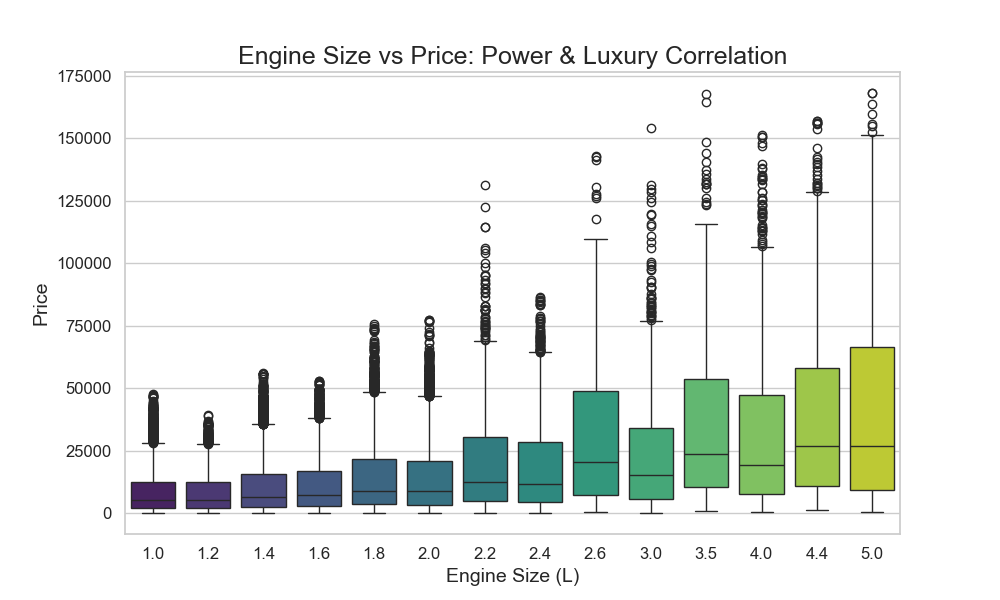 Engine Size vs Price: Power & Luxury Correlation
175000
150000
125000
100000
75000
50000
25000
0
Price
1.0 1.2 1.4 1.6 1.8 2.0 2.2 2.4 2.6 3.0 3.5 4.0 4.4 5.0
Engine Size (L)